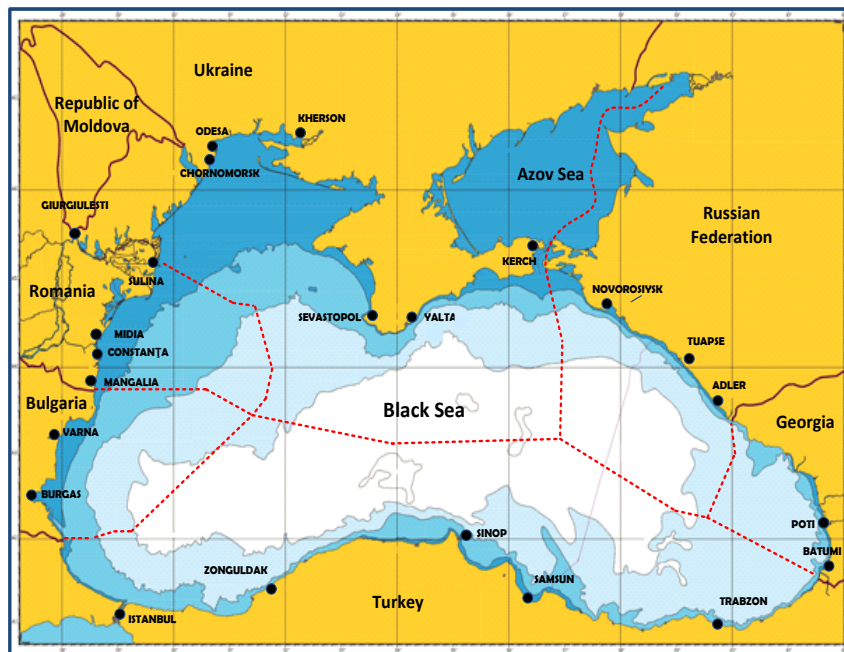 Ukraine
Republic of
Moldova
ODESA
KHERSON
CHORNOMORSK
Azov Sea
GIURGIULESTI
Russian
Federation
KERCH
SULINA
Romania
NOVOROSIYSK
SEVASTOPOL
YALTA
MIDIA
TUAPSE
CONSTANŢA
MANGALIA
ADLER
Bulgaria
Black Sea
Georgia
VARNA
BURGAS
POTI
SINOP
BATUMI
ZONGULDAK
SAMSUN
Turkey
TRABZON
ISTANBUL